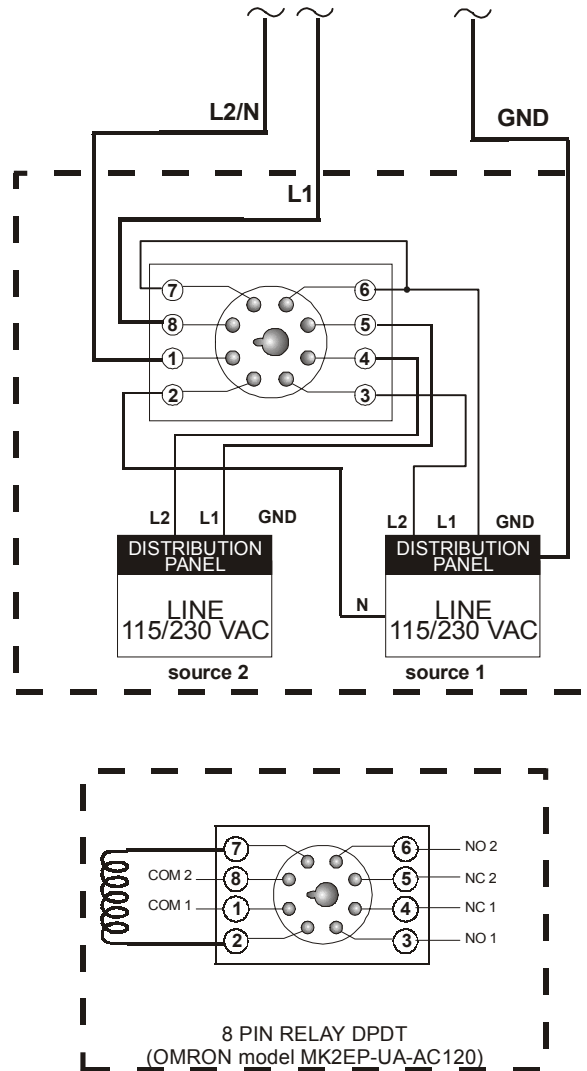 L2/N
GND
L1
7
6
8
5
1
4
2
3
L2 L1 GND
L2 L1 GND
DISTRIBUTION
PANEL
LINE
115/230 VAC
N
DISTRIBUTION
PANEL
LINE
115/230 VAC
source 2
source 1
7
6 NO 2
COM 2 8
5 NC 2
COM 1 1
4 NC 1
2
3 NO 1
8 PIN RELAY DPDT
(OMRON model MK2EP-UA-AC120)